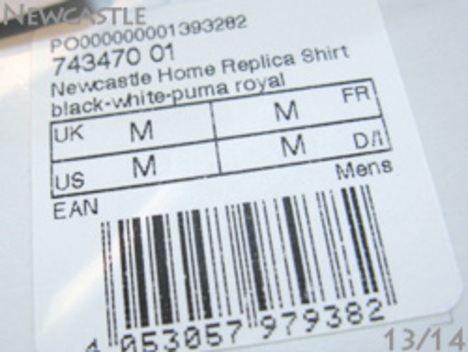 NEWCASTLE
PO000000001393282
743470 01
Newcastle Home Replica Shirt
black-white-puma royal
UK M M FR
US M M D/I
Mens
EAN
4 053057 979382
13/14